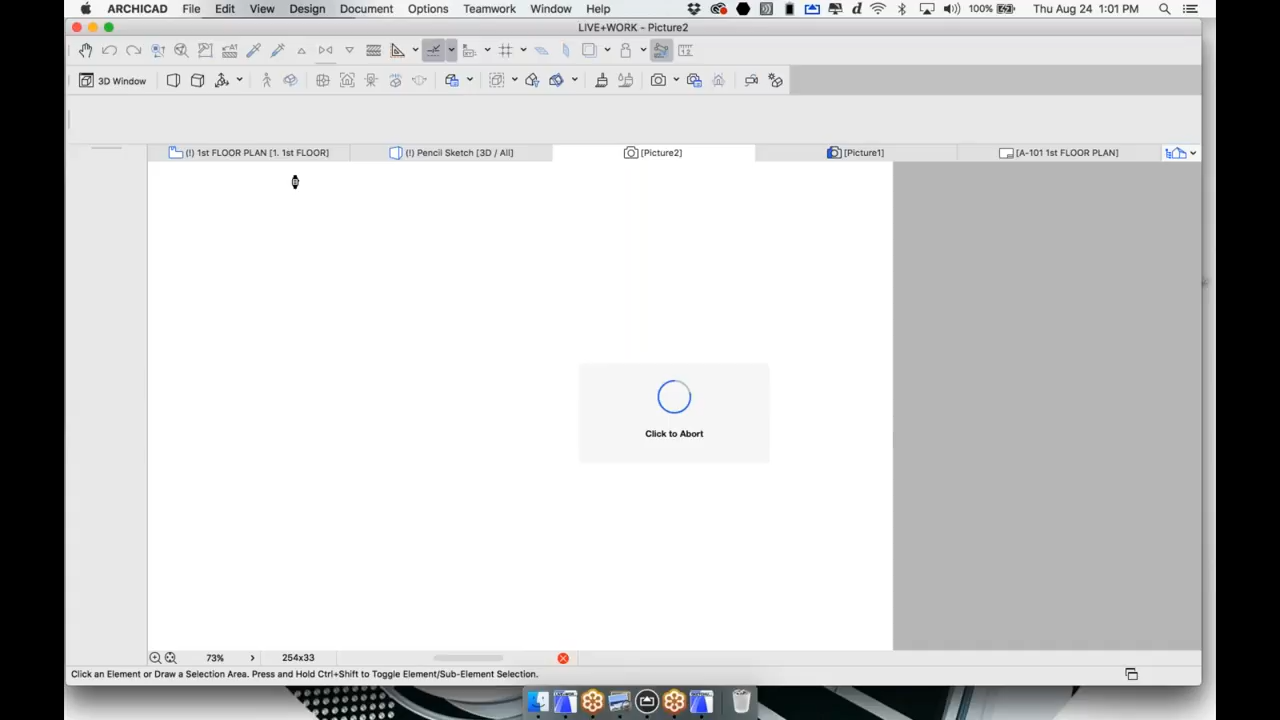 ARCHICAD File Edit View Design Document Options Teamwork Window Help 100% Thu Aug 24 1:01 PM
LIVE+WORK - Picture2
3D Window
(!) 1st FLOOR PLAN [1. 1st FLOOR] (!) Pencil Sketch [3D / All] [Picture2] [Picture1] [A-101 1st FLOOR PLAN]
Click to Abort
73% 254x33
Click an Element or Draw a Selection Area. Press and Hold Ctrl+Shift to Toggle Element/Sub-Element Selection.